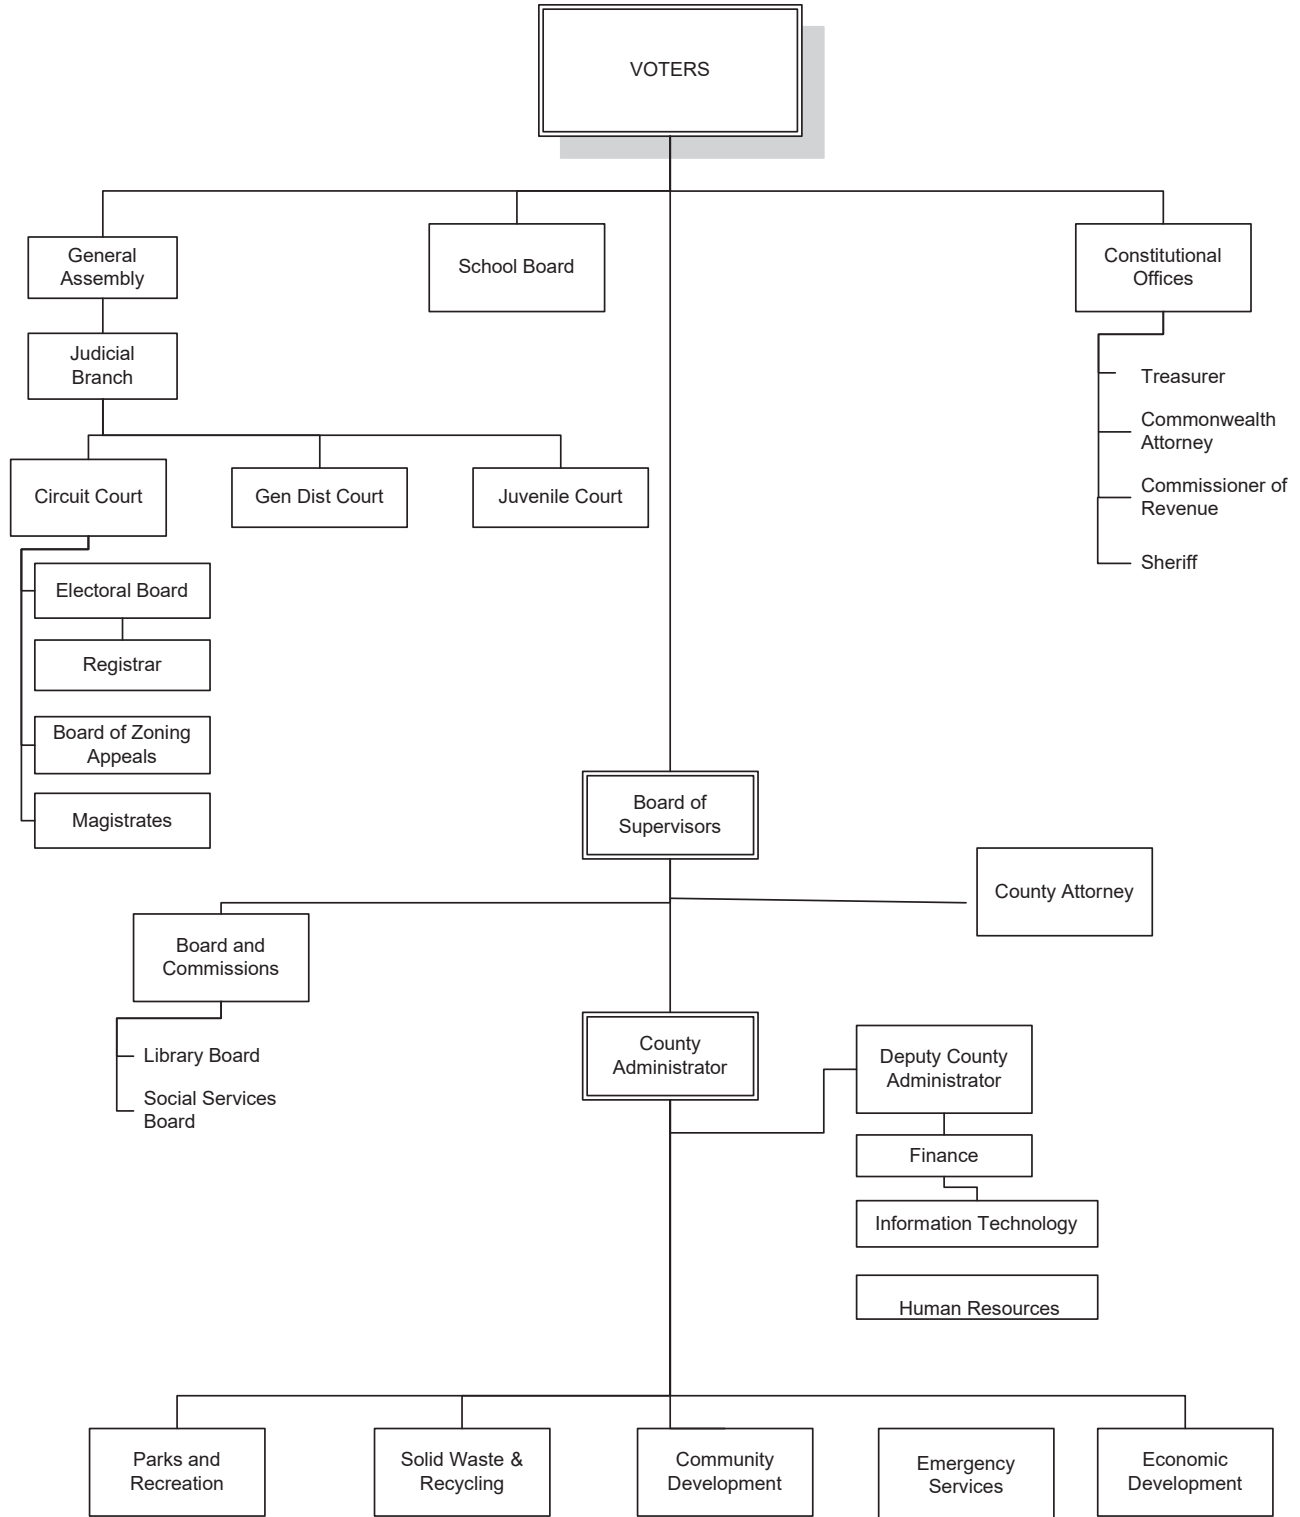 VOTERS
General
Assembly
School Board
Constitutional
Offices
Judicial
Branch
Treasurer
Commonwealth
Attorney
Commissioner of
Revenue
Sheriff
Circuit Court
Gen Dist Court
Juvenile Court
Electoral Board
Registrar
Board of Zoning
Appeals
Magistrates
Board of
Supervisors
County Attorney
Board and
Commissions
Library Board
Social Services
Board
County
Administrator
Deputy County
Administrator
Finance
Information Technology
Human Resources
Parks and
Recreation
Solid Waste &
Recycling
Community
Development
Emergency
Services
Economic
Development